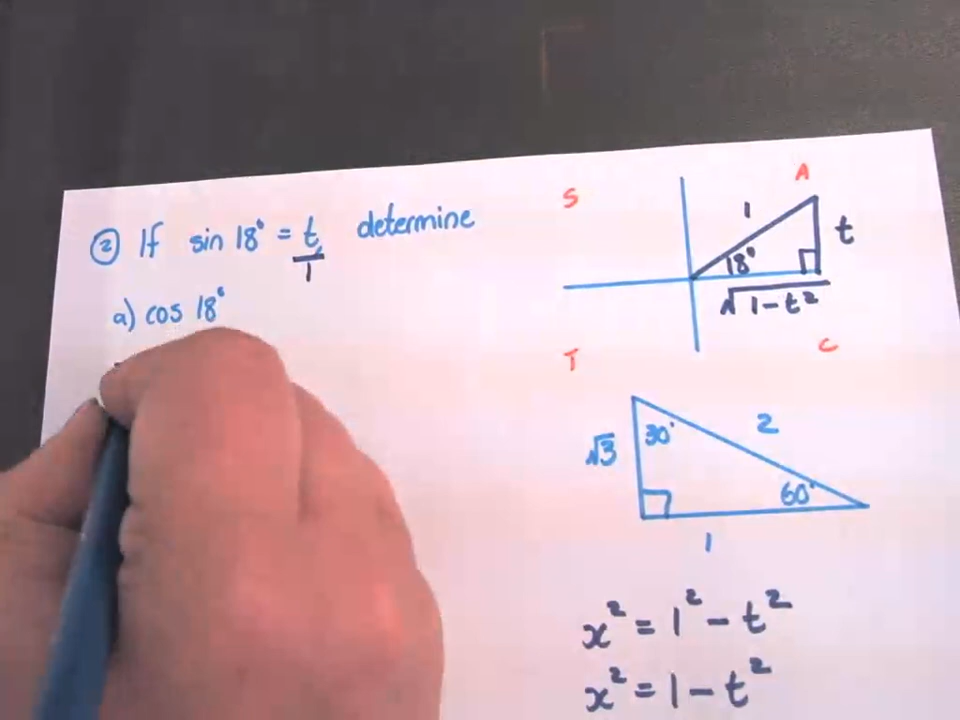 ② If sin 18° = t/1 determine
a) cos 18°
S
A
1
t
18°
√1-t²
T
C
√3
30°
2
60°
1
x² = 1² - t²
x² = 1 - t²